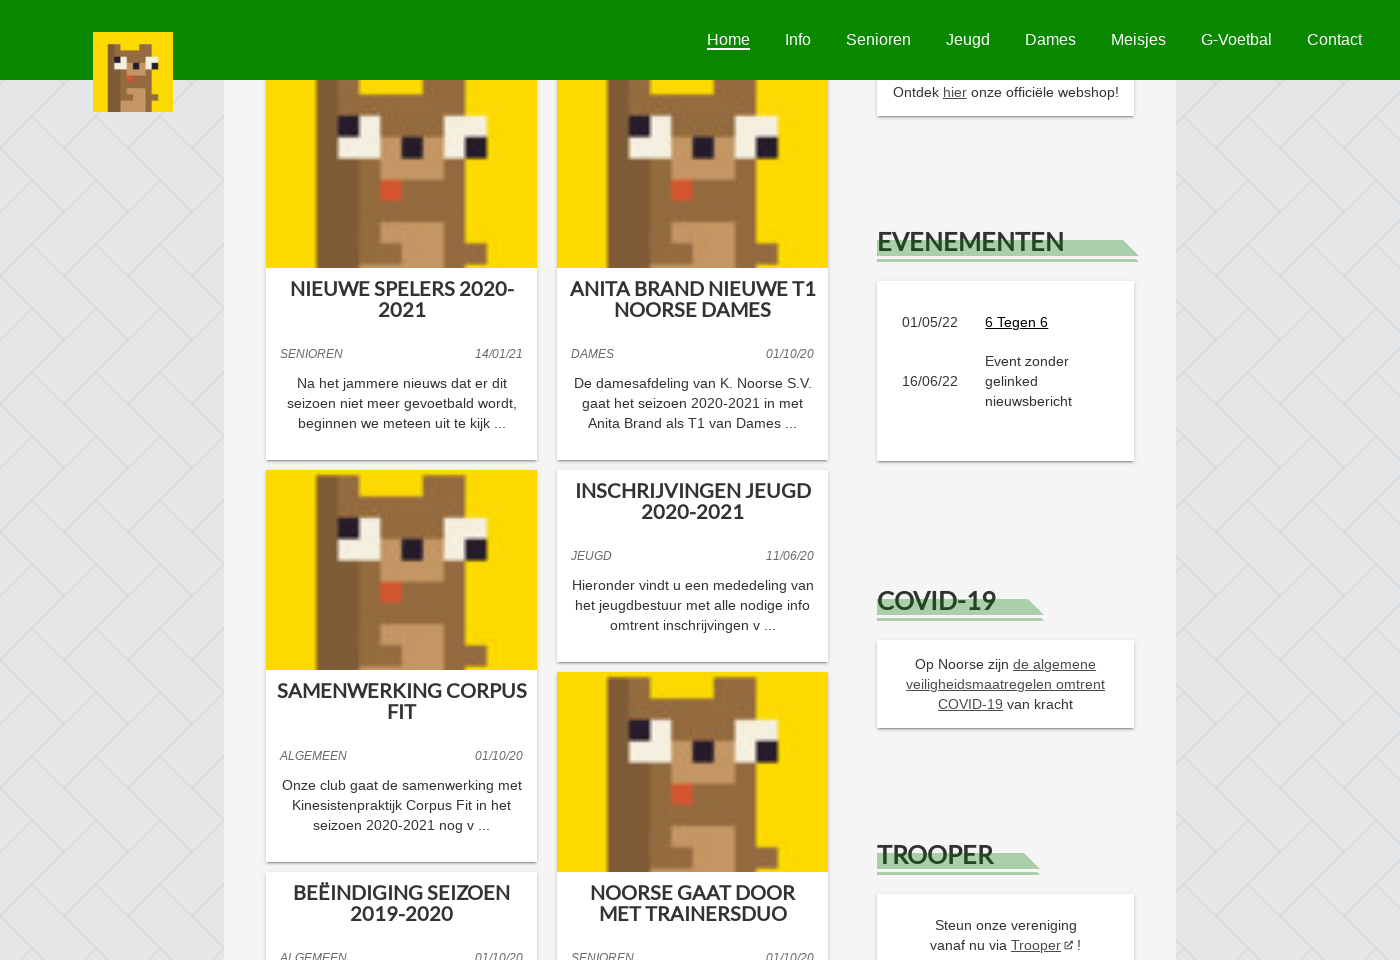 Home Info Senioren Jeugd Dames Meisjes G-Voetbal Contact
NIEUWE SPELERS 2020-
2021
SENIOREN 14/01/21
Na het jammere nieuws dat er dit
seizoen niet meer gevoetbald wordt,
beginnen we meteen uit te kijk ...
SAMENWERKING CORPUS
FIT
ALGEMEEN 01/10/20
Onze club gaat de samenwerking met
Kinesistenpraktijk Corpus Fit in het
seizoen 2020-2021 nog v ...
BEËINDIGING SEIZOEN
2019-2020
ALGEMEEN 01/10/20
ANITA BRAND NIEUWE T1
NOORSE DAMES
DAMES 01/10/20
De damesafdeling van K. Noorse S.V.
gaat het seizoen 2020-2021 in met
Anita Brand als T1 van Dames ...
INSCHRIJVINGEN JEUGD
2020-2021
JEUGD 11/06/20
Hieronder vindt u een mededeling van
het jeugdbestuur met alle nodige info
omtrent inschrijvingen v ...
NOORSE GAAT DOOR
MET TRAINERSDUO
SENIOREN 01/10/20
Ontdek hier onze officiële webshop!
EVENEMENTEN
01/05/22 6 Tegen 6
16/06/22 Event zonder
gelinked
nieuwsbericht
COVID-19
Op Noorse zijn de algemene
veiligheidsmaatregelen omtrent
COVID-19 van kracht
TROOPER
Steun onze vereniging
vanaf nu via Trooper !